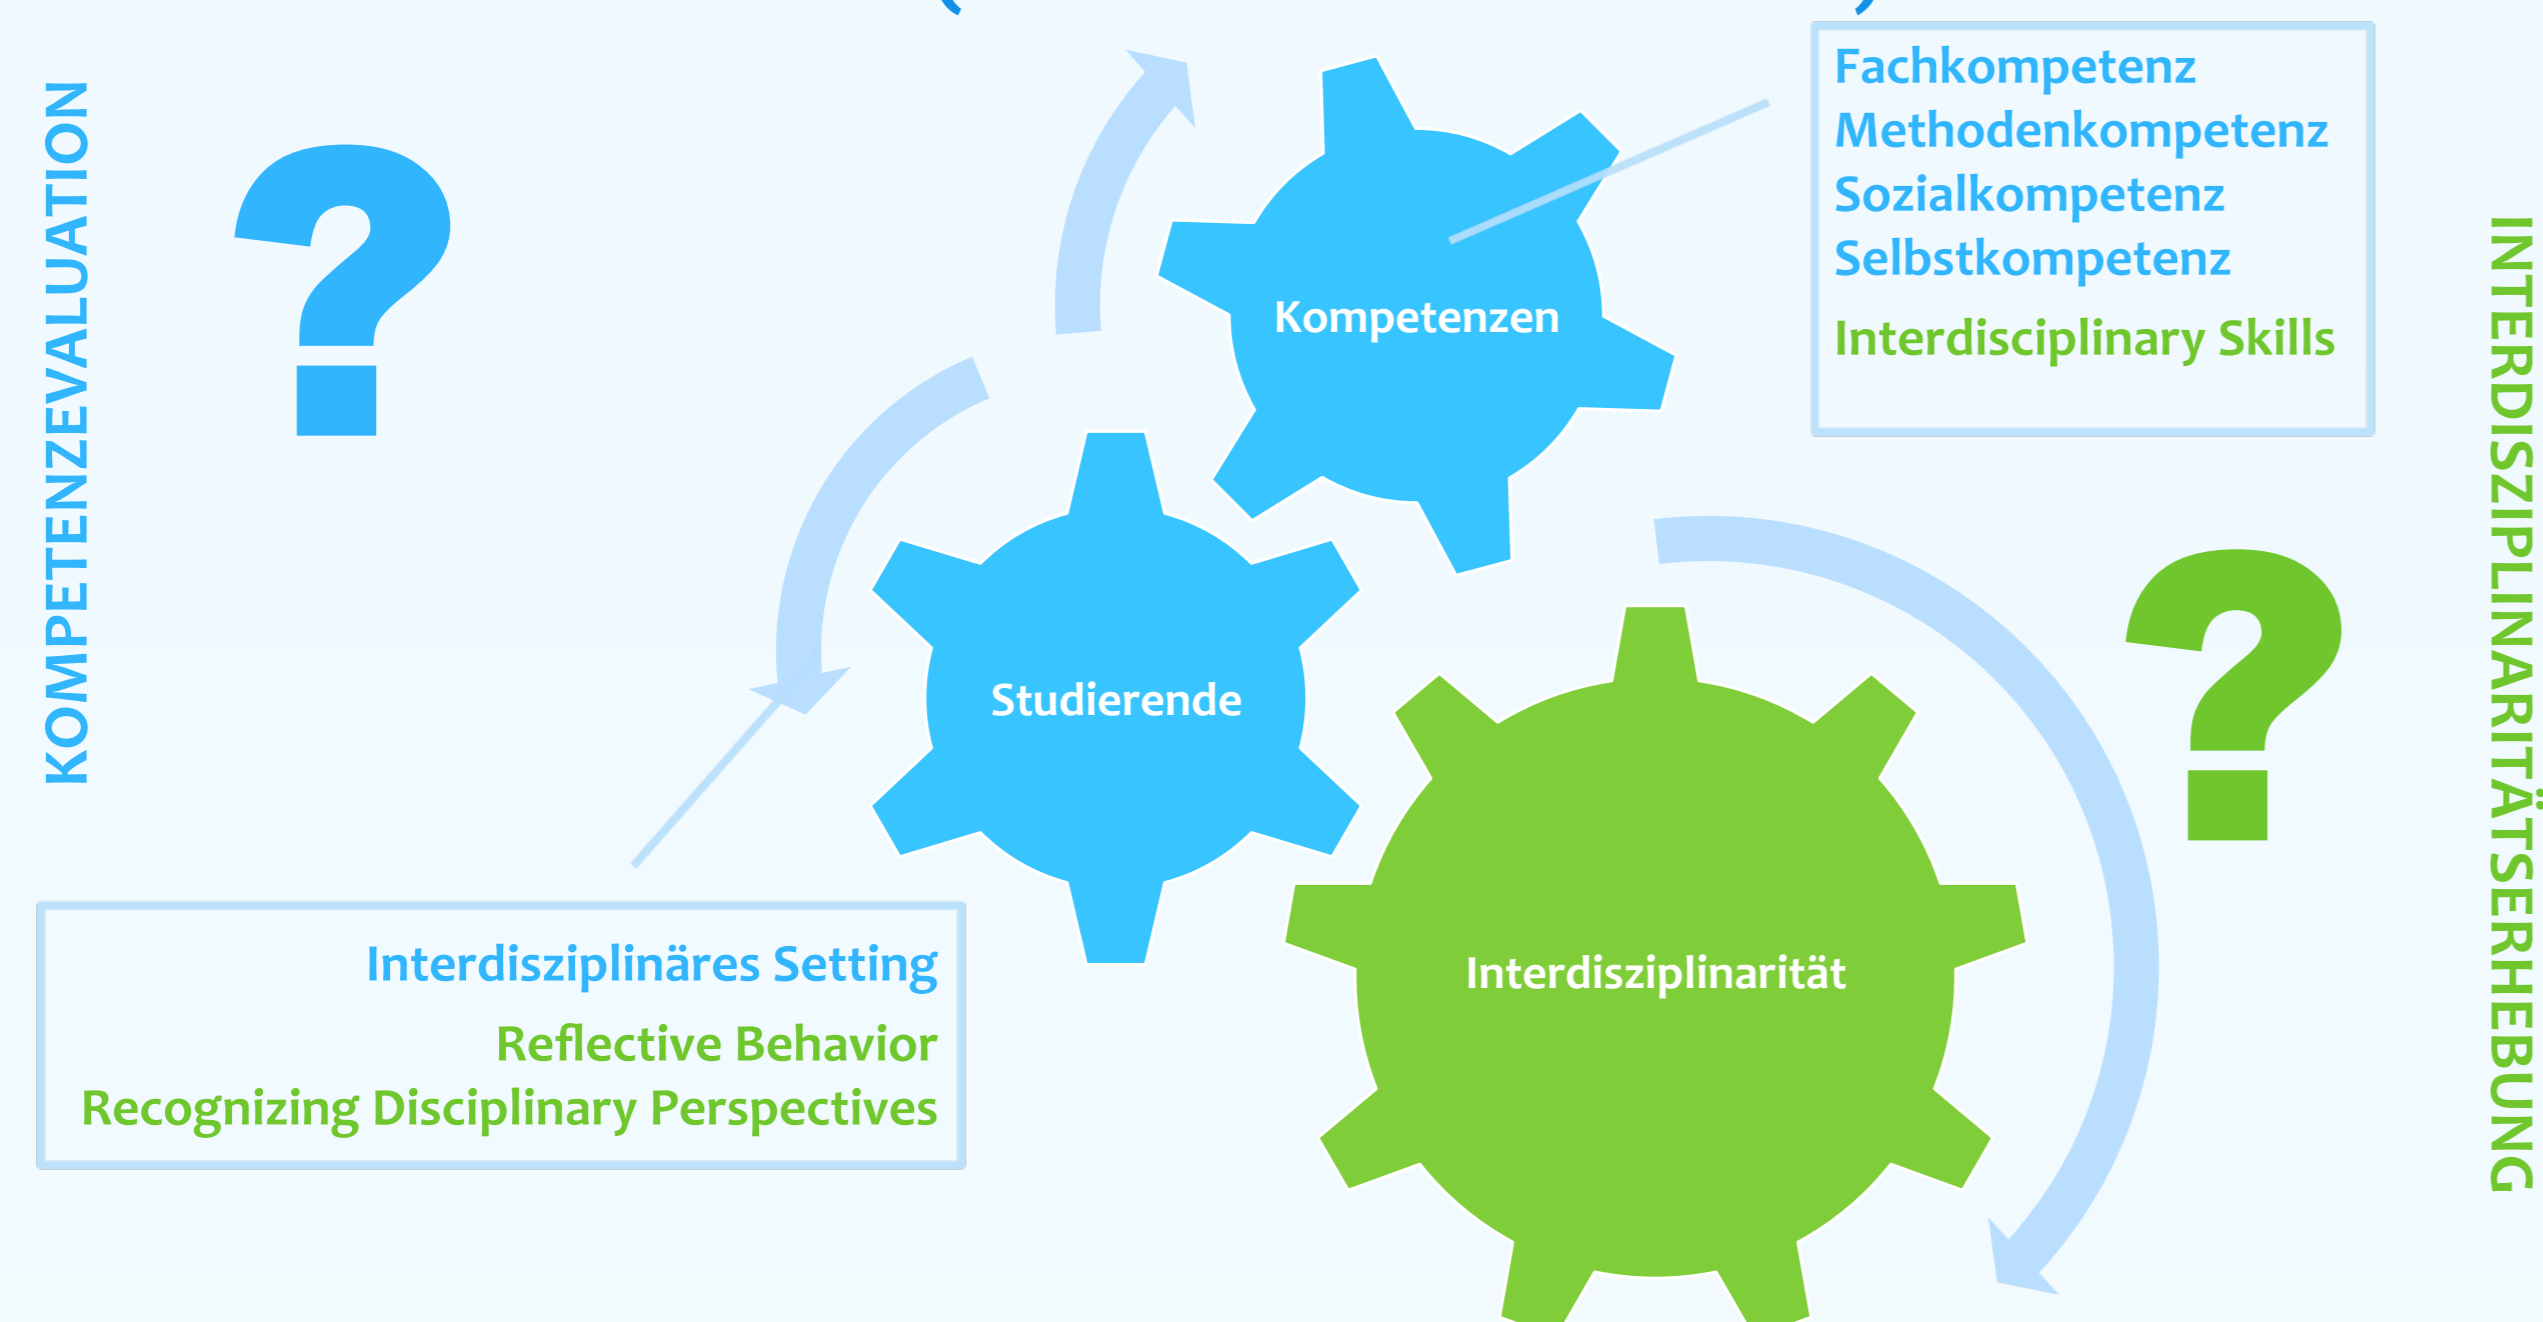 KOMPETENZEVALUATION
?
Fachkompetenz
Methodenkompetenz
Sozialkompetenz
Selbstkompetenz
Interdisciplinary Skills
Kompetenzen
Studierende
Interdisziplinarität
?
INTERDISZIPLINARITÄTSERHEBUNG
Interdisziplinäres Setting
Reflective Behavior
Recognizing Disciplinary Perspectives